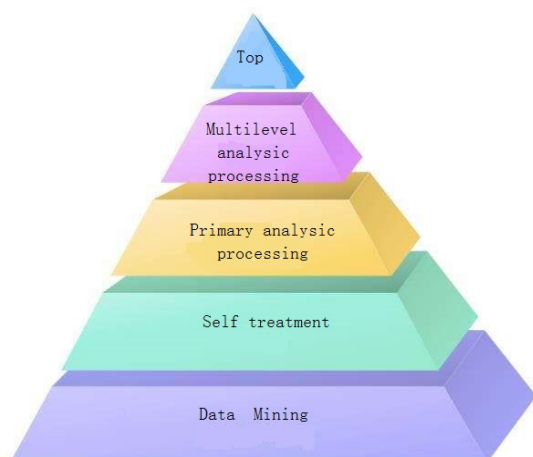 Top
Multilevel
analysic
processing
Primary analysic
processing
Self treatment
Data Mining